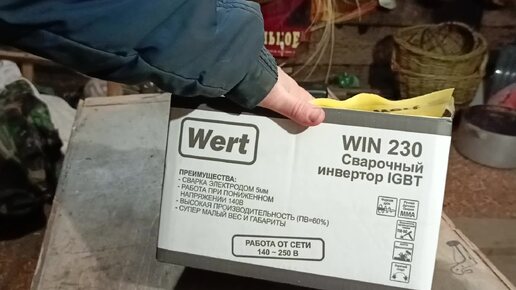 ЛЬЦОЕ
Wert
WIN 230
Сварочный
инвертор IGBT
ПРЕИМУЩЕСТВА:
- СВАРКА ЭЛЕКТРОДОМ 5мм
- РАБОТА ПРИ ПОНИЖЕННОМ
НАПРЯЖЕНИИ 140В
- ВЫСОКАЯ ПРОИЗВОДИТЕЛЬНОСТЬ (ПВ=60%)
- СУПЕР МАЛЫЙ ВЕС И ГАБАРИТЫ
РАБОТА ОТ СЕТИ
140 ~ 250 В
MMA